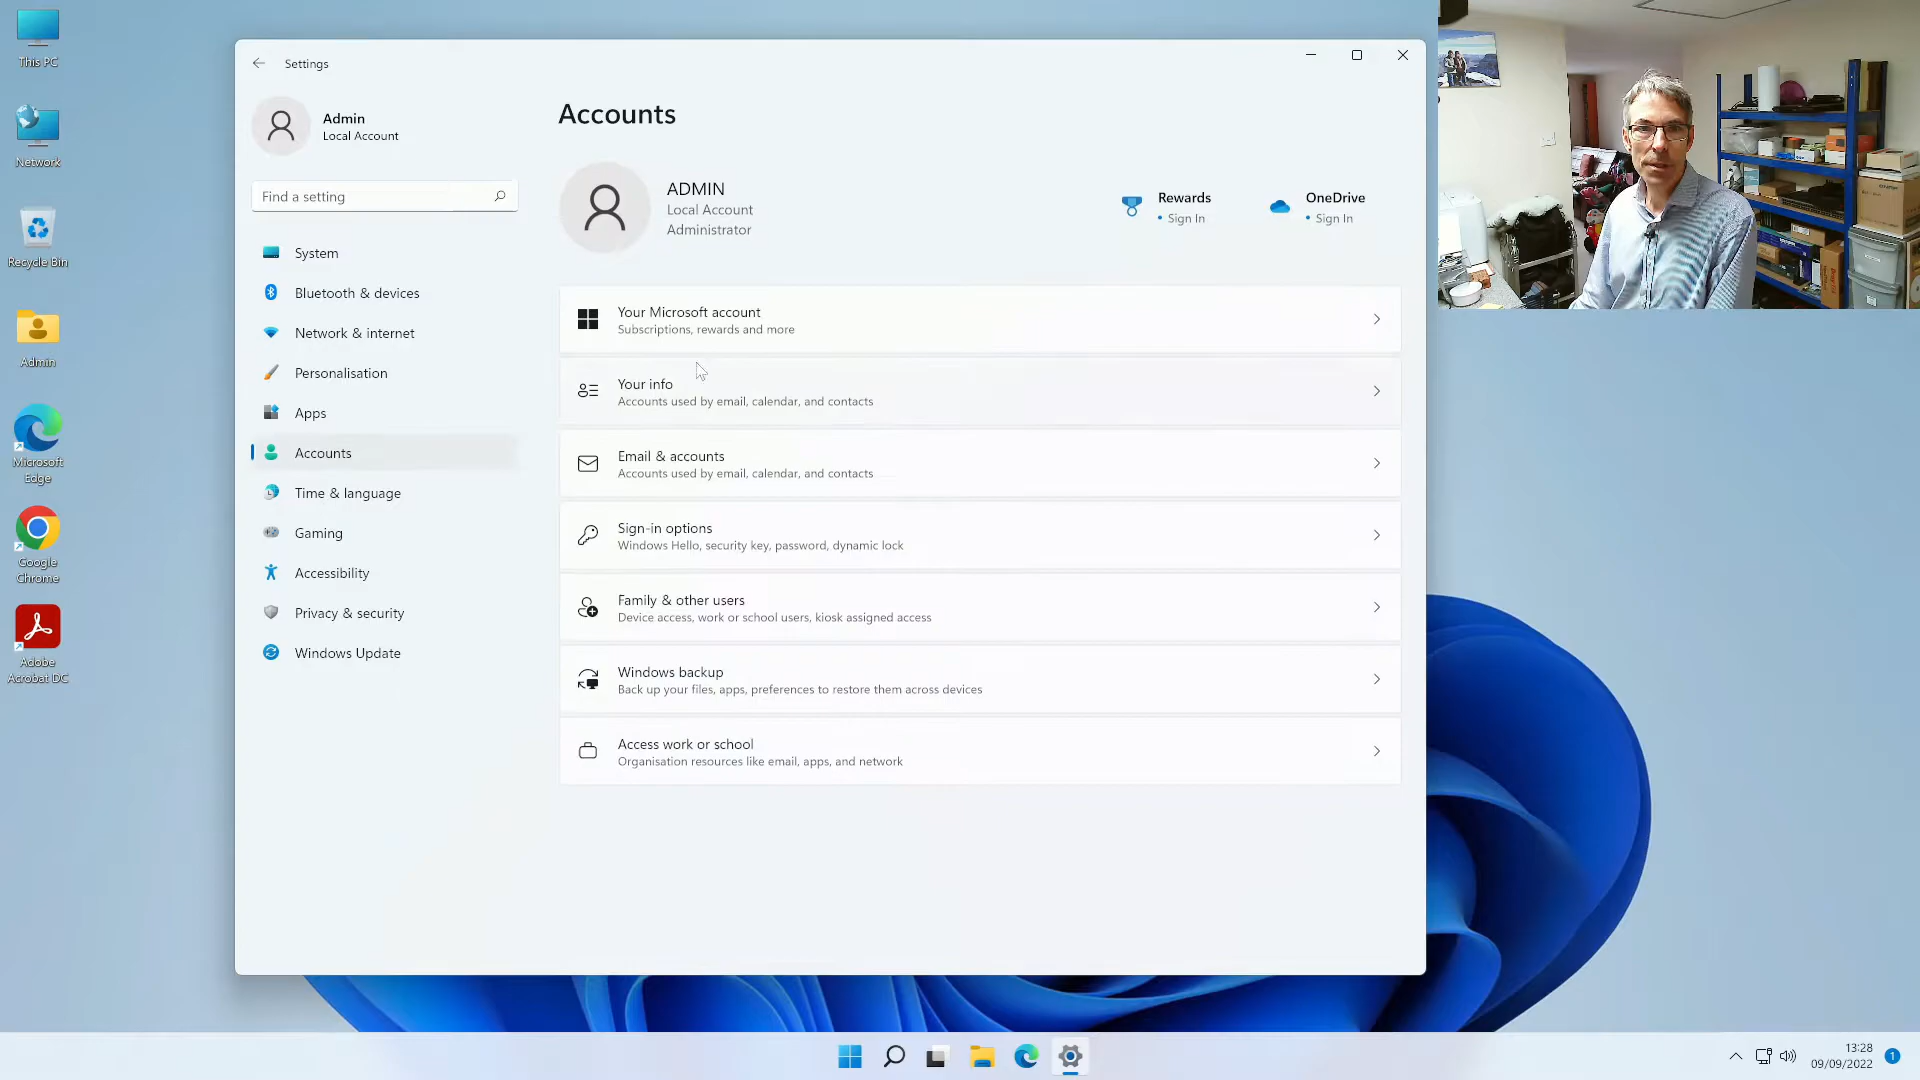 This PC
Network
Recycle Bin
Admin
Microsoft
Edge
Google
Chrome
Adobe
Acrobat DC
Settings
Admin
Local Account
Find a setting
System
Bluetooth & devices
Network & internet
Personalisation
Apps
Accounts
Time & language
Gaming
Accessibility
Privacy & security
Windows Update
Accounts
ADMIN
Local Account
Administrator
Rewards
• Sign In
OneDrive
• Sign In
Your Microsoft account
Subscriptions, rewards and more
Your info
Accounts used by email, calendar, and contacts
Email & accounts
Accounts used by email, calendar, and contacts
Sign-in options
Windows Hello, security key, password, dynamic lock
Family & other users
Device access, work or school users, kiosk assigned access
Windows backup
Back up your files, apps, preferences to restore them across devices
Access work or school
Organisation resources like email, apps, and network
13:28
09/09/2022
1